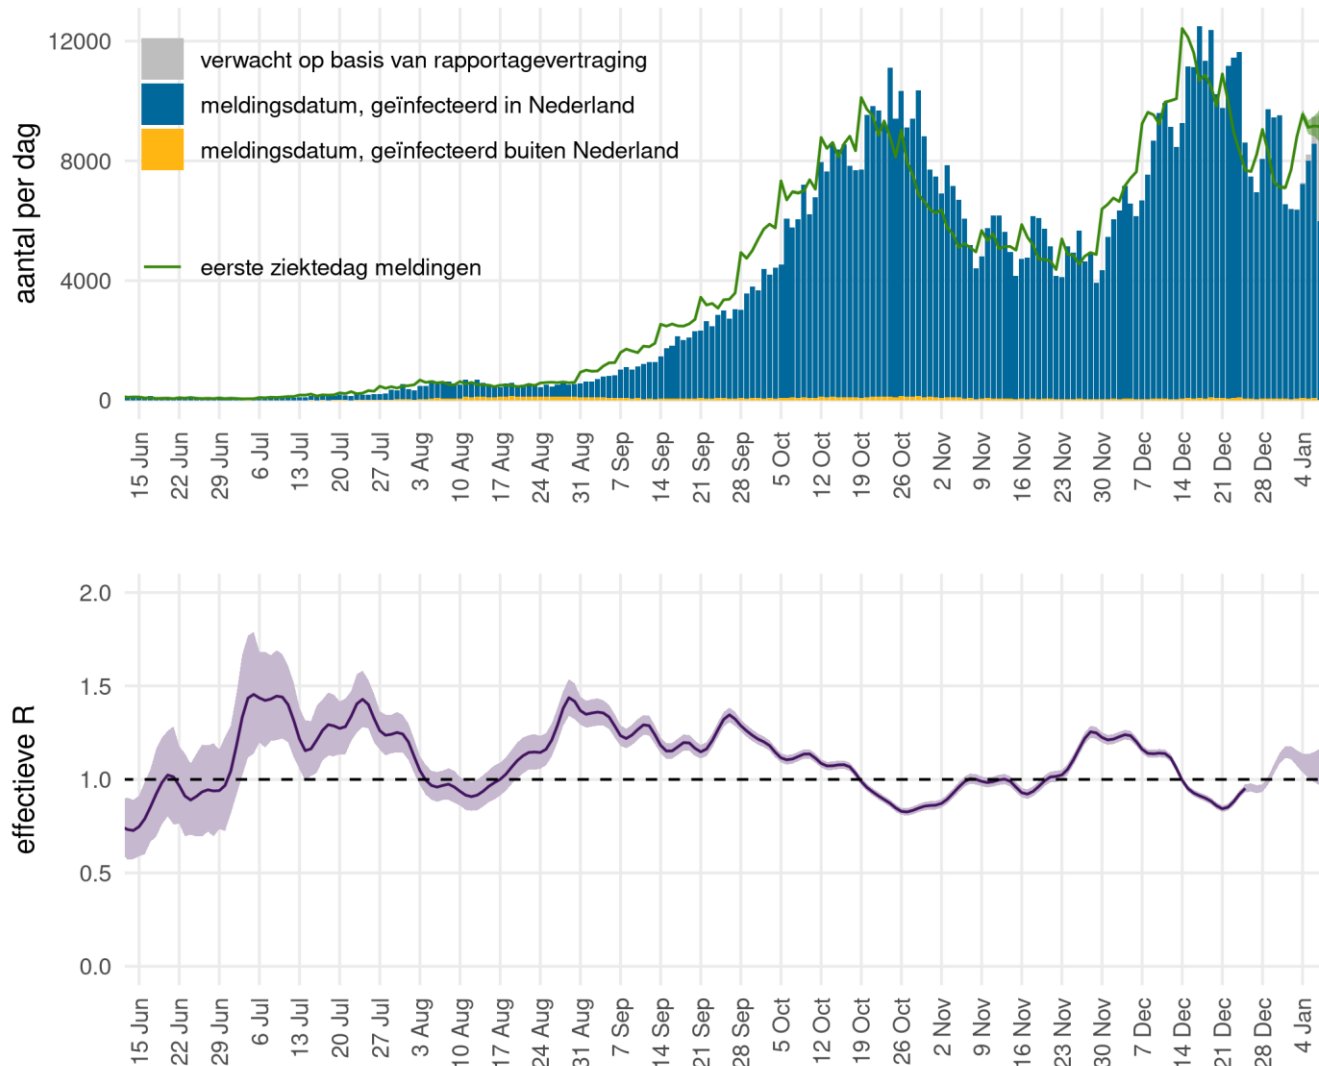 aantal per dag
12000
8000
4000
0
verwacht op basis van rapportagevertraging
meldingsdatum, geïnfecteerd in Nederland
meldingsdatum, geïnfecteerd buiten Nederland
eerste ziektedag meldingen
15 Jun
22 Jun
29 Jun
6 Jul
13 Jul
20 Jul
27 Jul
3 Aug
10 Aug
17 Aug
24 Aug
31 Aug
7 Sep
14 Sep
21 Sep
28 Sep
5 Oct
12 Oct
19 Oct
26 Oct
2 Nov
9 Nov
16 Nov
23 Nov
30 Nov
7 Dec
14 Dec
21 Dec
28 Dec
4 Jan
effectieve R
2.0
1.5
1.0
0.5
0.0
15 Jun
22 Jun
29 Jun
6 Jul
13 Jul
20 Jul
27 Jul
3 Aug
10 Aug
17 Aug
24 Aug
31 Aug
7 Sep
14 Sep
21 Sep
28 Sep
5 Oct
12 Oct
19 Oct
26 Oct
2 Nov
9 Nov
16 Nov
23 Nov
30 Nov
7 Dec
14 Dec
21 Dec
28 Dec
4 Jan